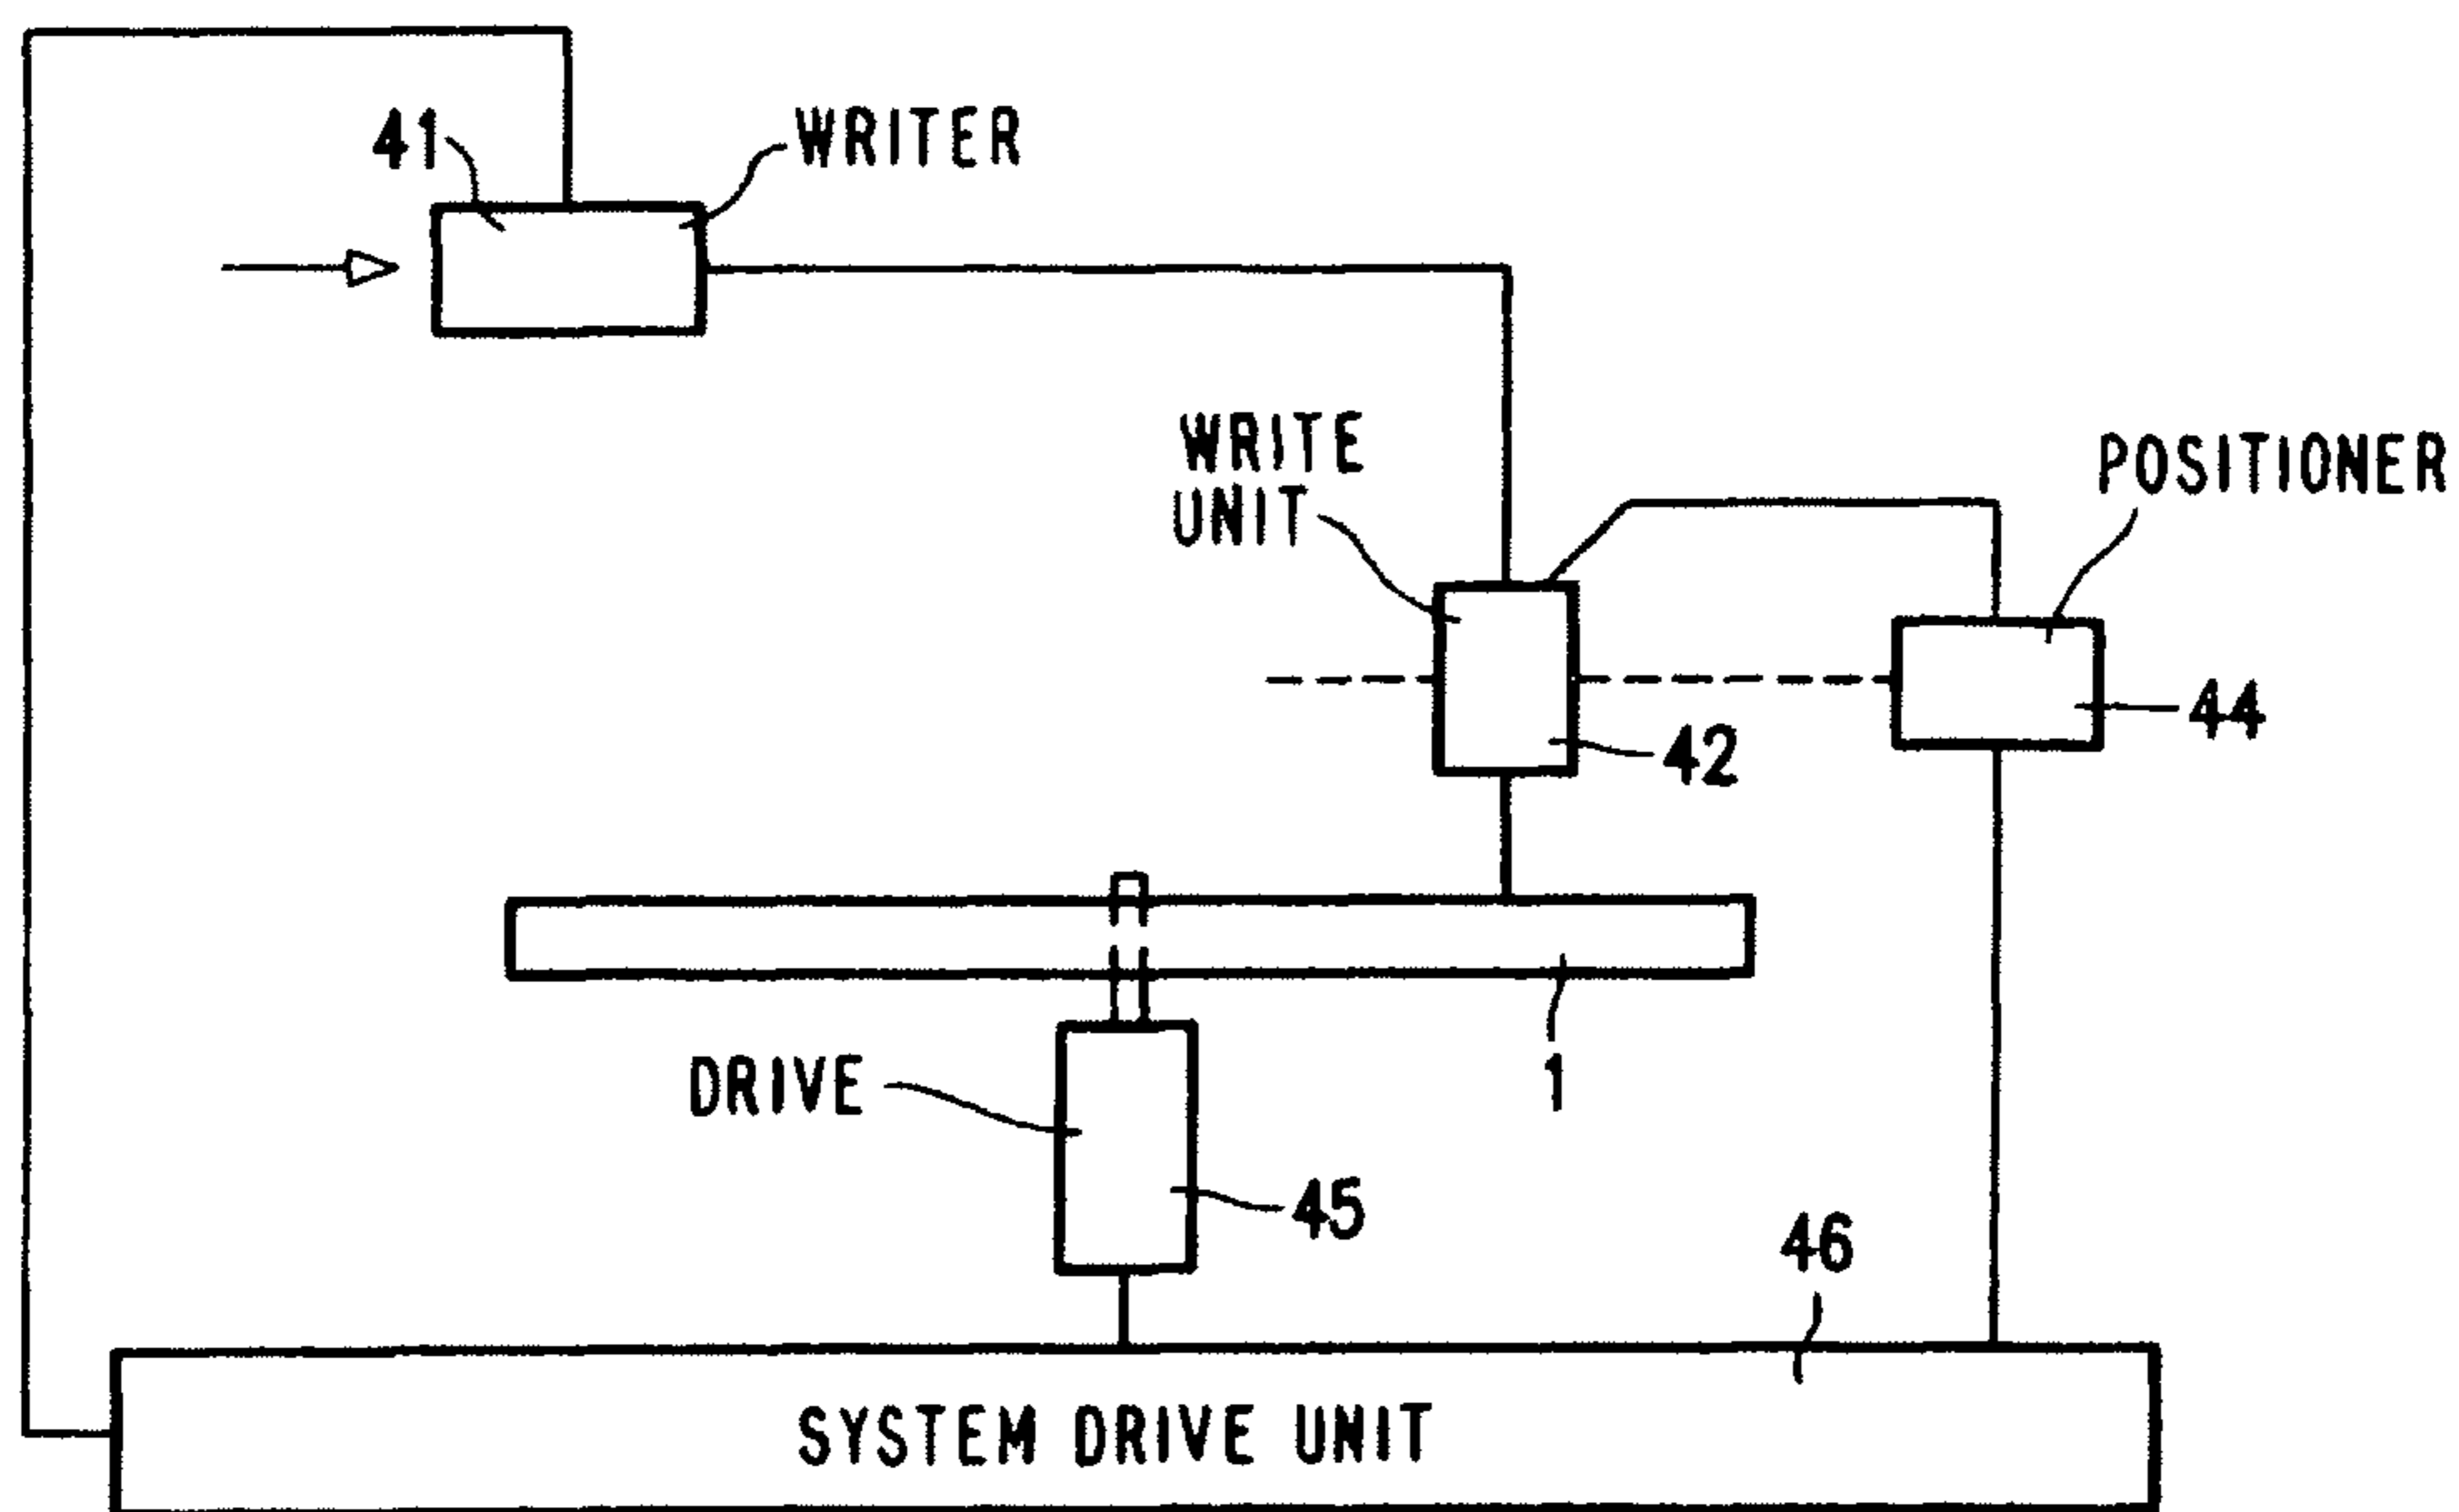 41
WRITER
WRITE
UNIT
POSITIONER
44
42
1
DRIVE
45
46
SYSTEM DRIVE UNIT